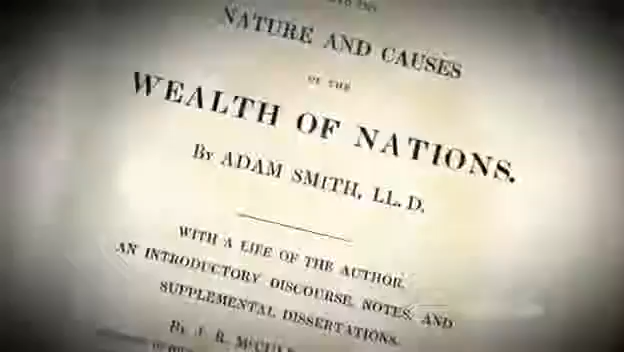 NATURE AND CAUSES
OF THE
WEALTH OF NATIONS.
By ADAM SMITH, LL. D.
WITH A LIFE OF THE AUTHOR,
AN INTRODUCTORY DISCOURSE, NOTES, AND
SUPPLEMENTAL DISSERTATIONS.
By J. R.